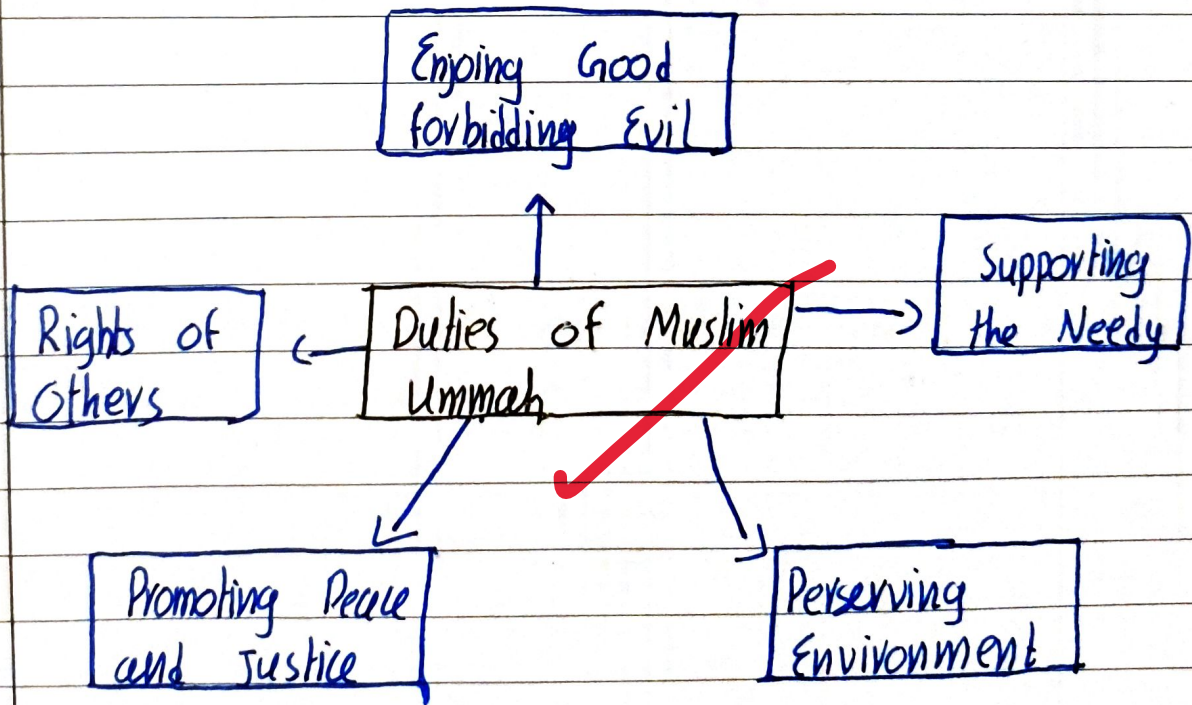 Enjoing Good
forbidding Evil
Supporting
the Needy
Rights of
Others
Duties of Muslim
Ummah
Promoting Peace
and Justice
Perserving
Environment